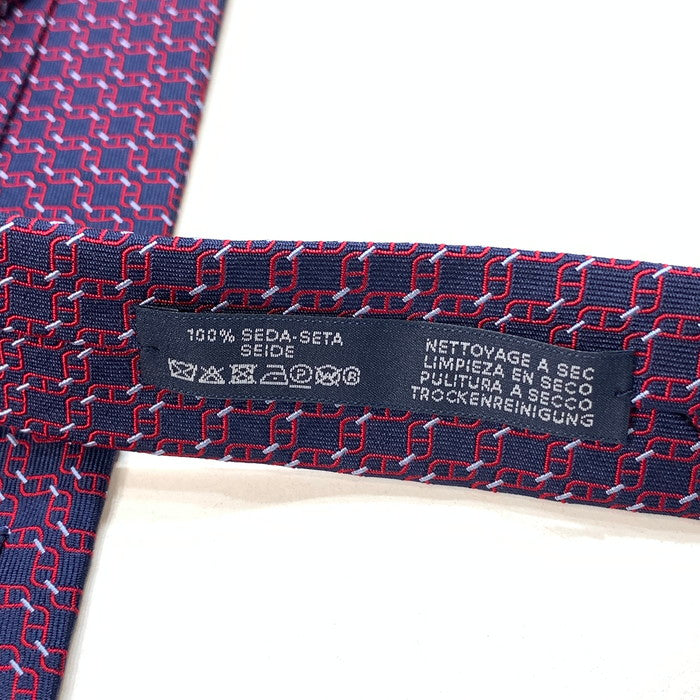 100% SEDA-SETA
SEIDE
NETTOYAGE A SEC
LIMPIEZA EN SECO
PULITURA A SECCO
TROCKENREINIGUNG